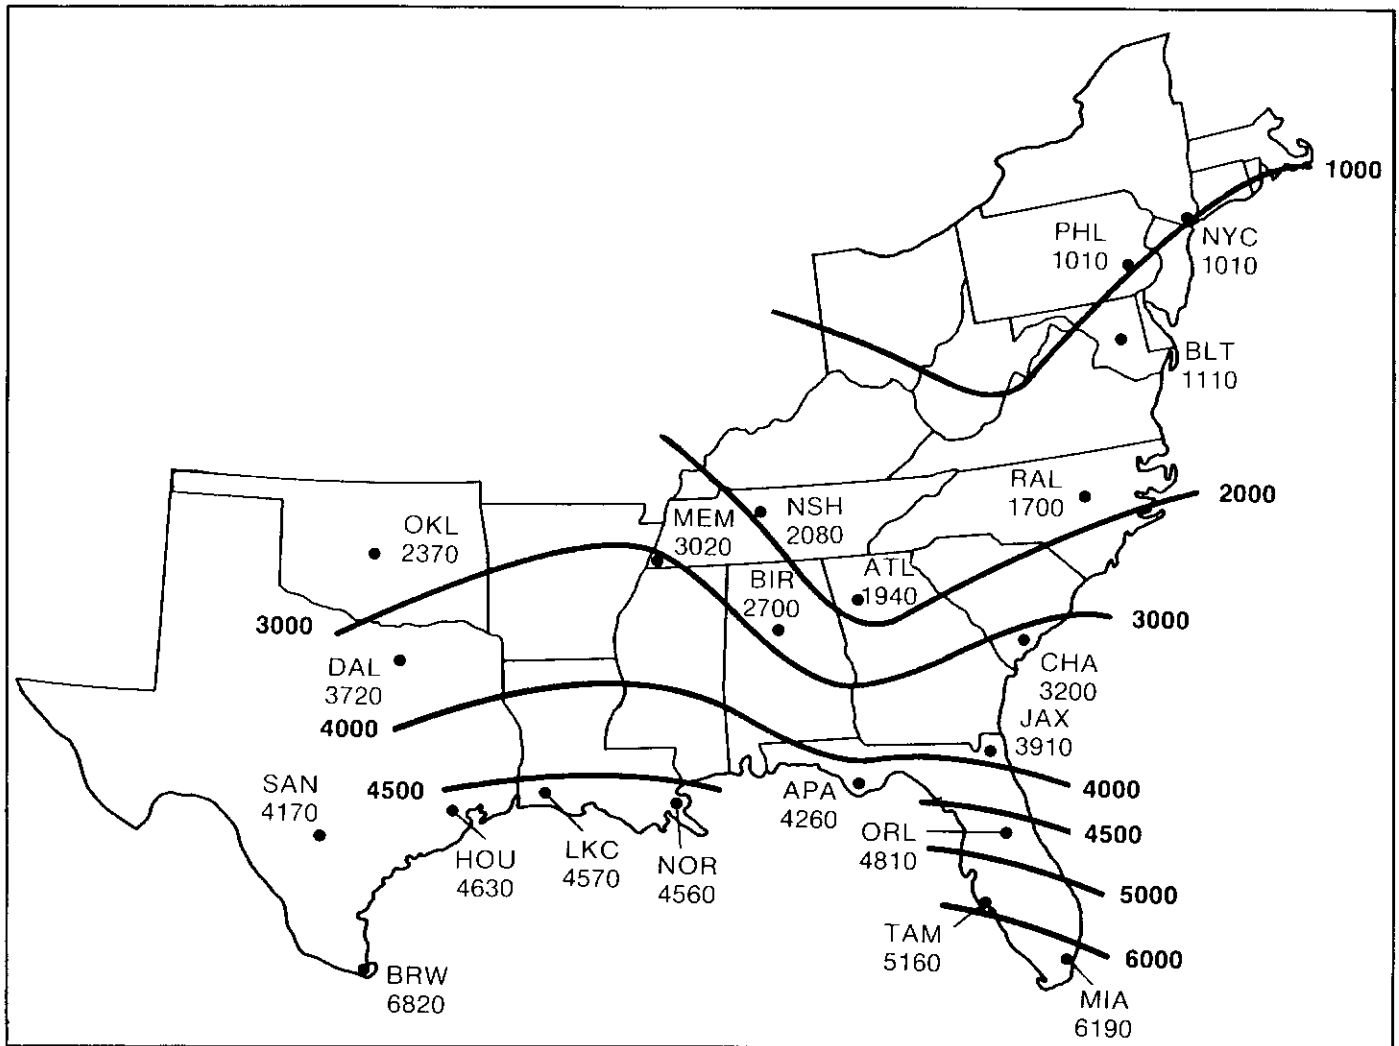 1000
PHL
1010
NYC
1010
BLT
1110
RAL
1700
2000
OKL
2370
MEM
3020
NSH
2080
BIR
2700
ATL
1940
3000
3000
DAL
3720
CHA
3200
4000
JAX
3910
SAN
4170
4500
APA
4260
4000
ORL
4810
4500
HOU
4630
LKC
4570
NOR
4560
5000
TAM
5160
6000
BRW
6820
MIA
6190